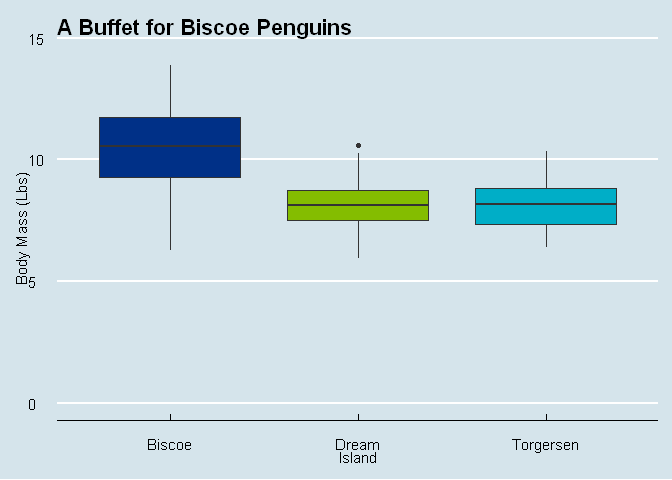 A Buffet for Biscoe Penguins
15
10
5
0
Body Mass (Lbs)
Biscoe
Dream
Torgersen
Island